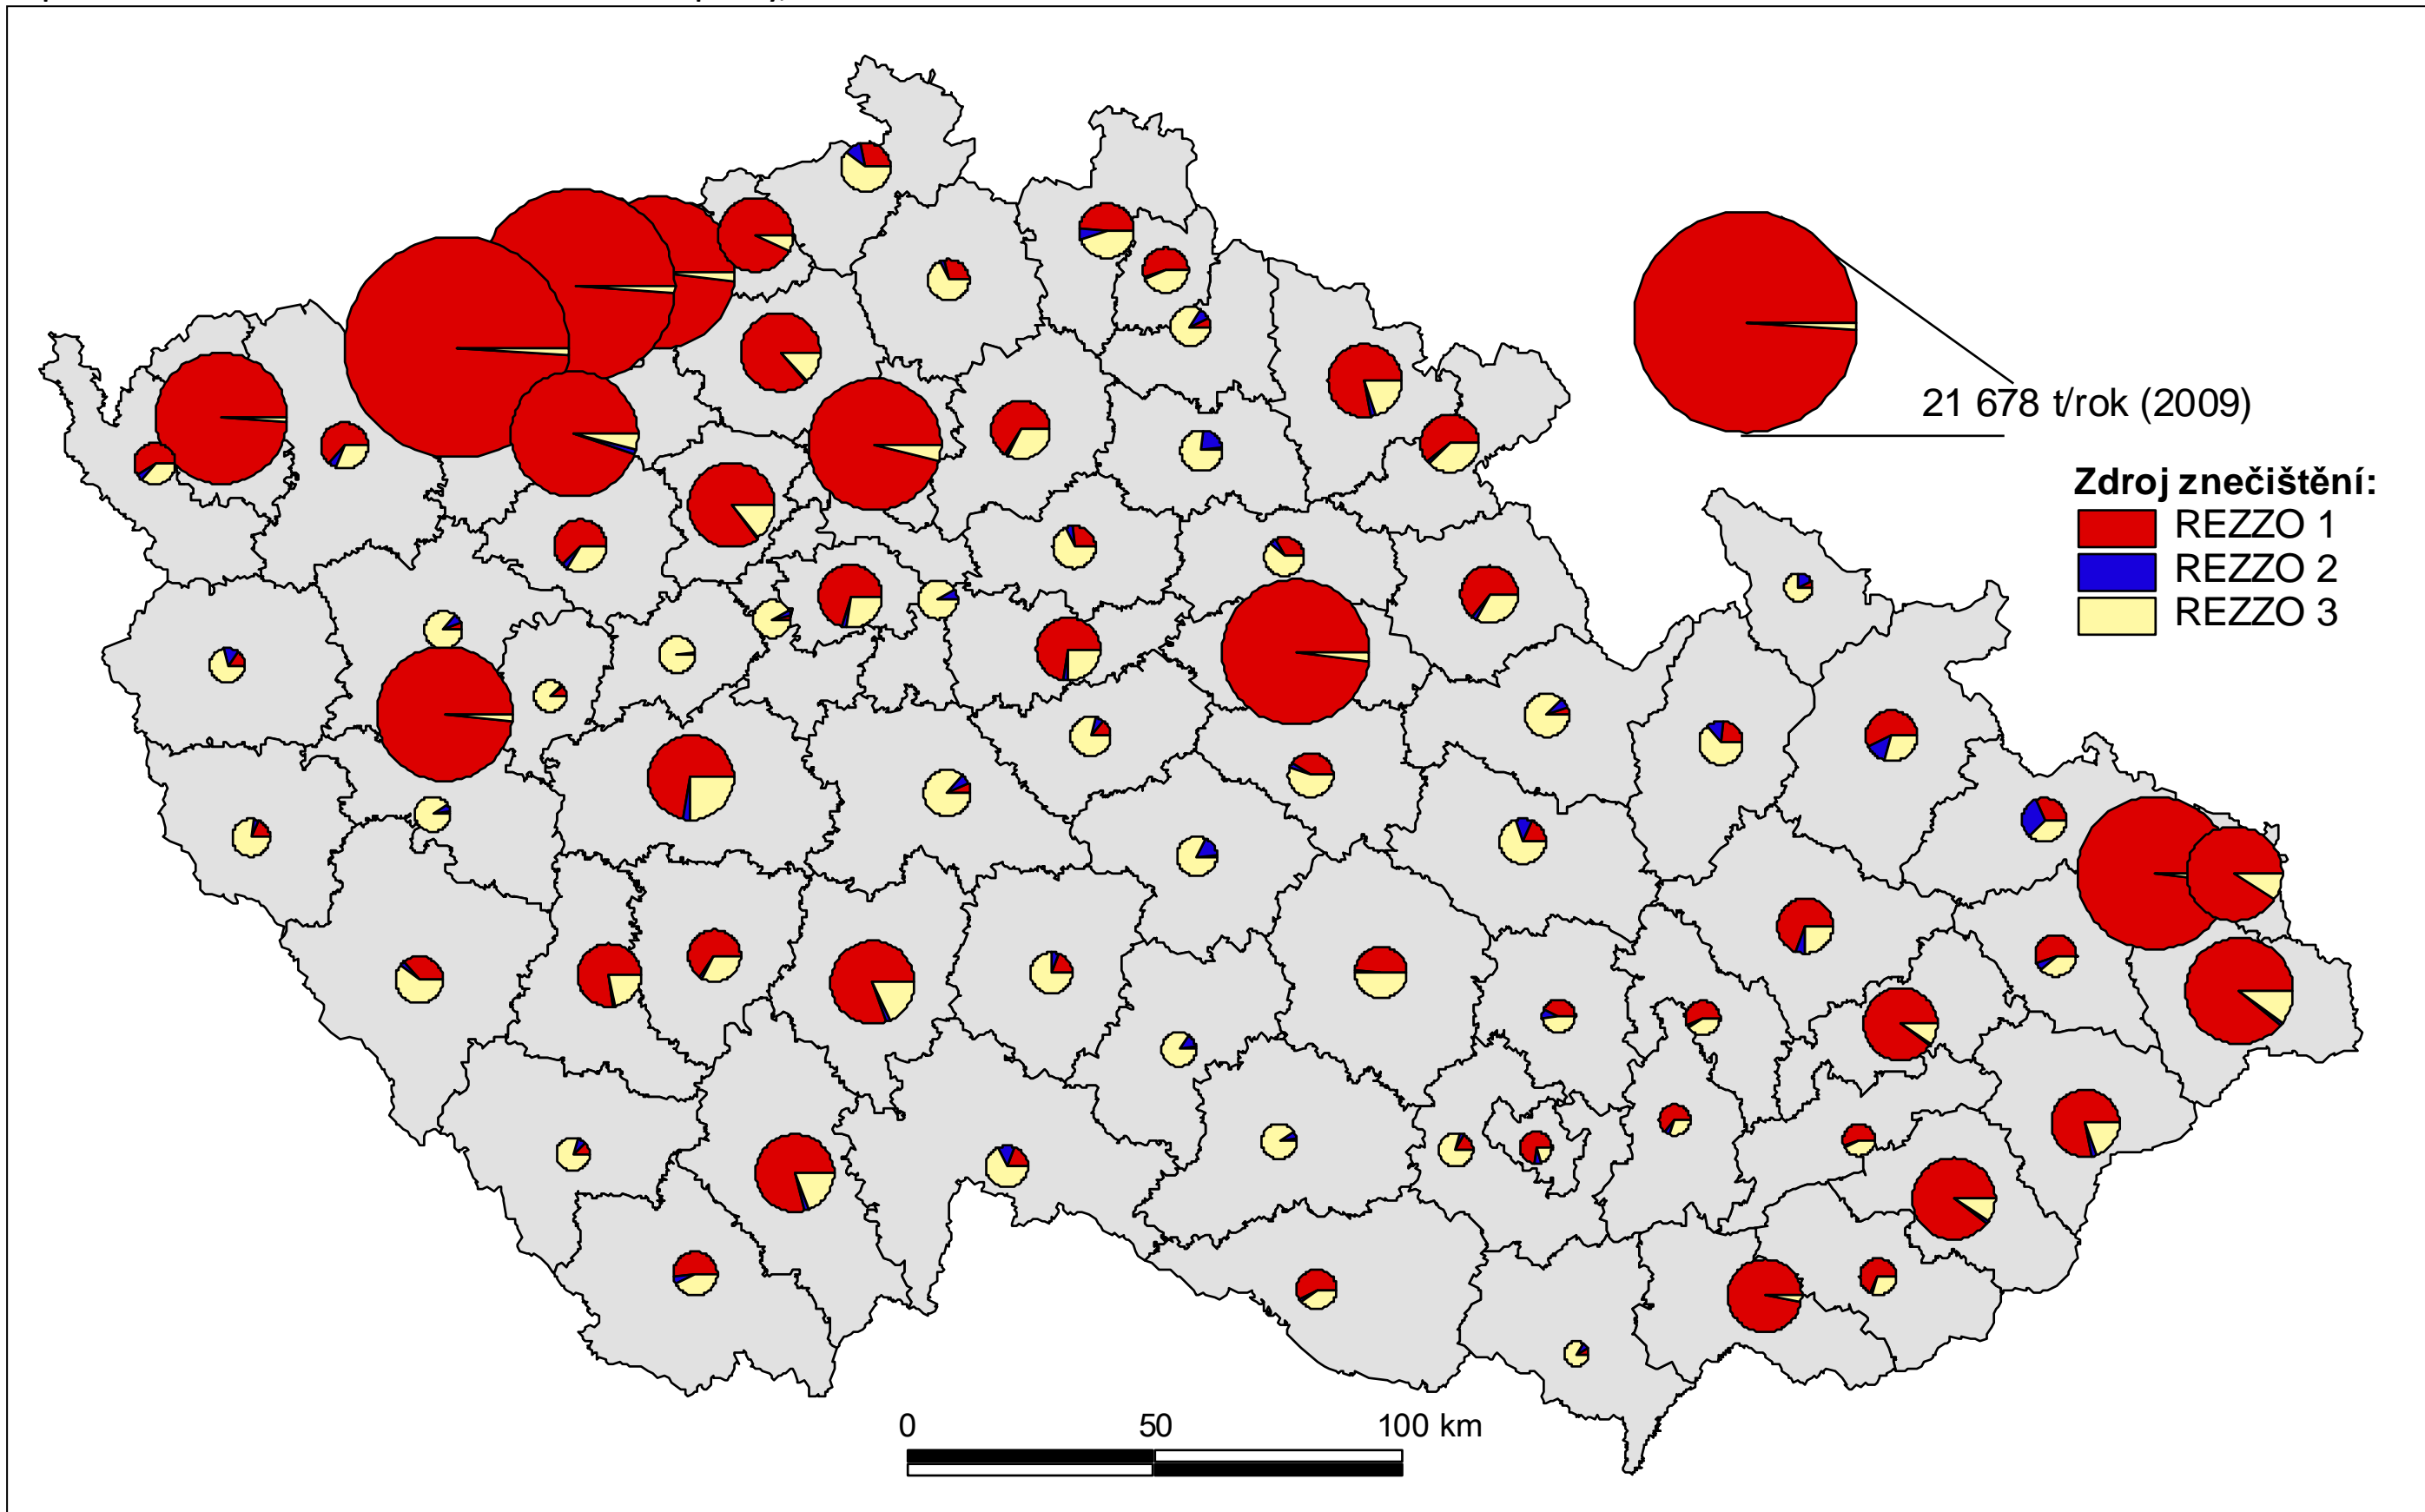 21 678 t/rok (2009)
Zdroj znečištění:
REZZO 1
REZZO 2
REZZO 3
0 50 100 km